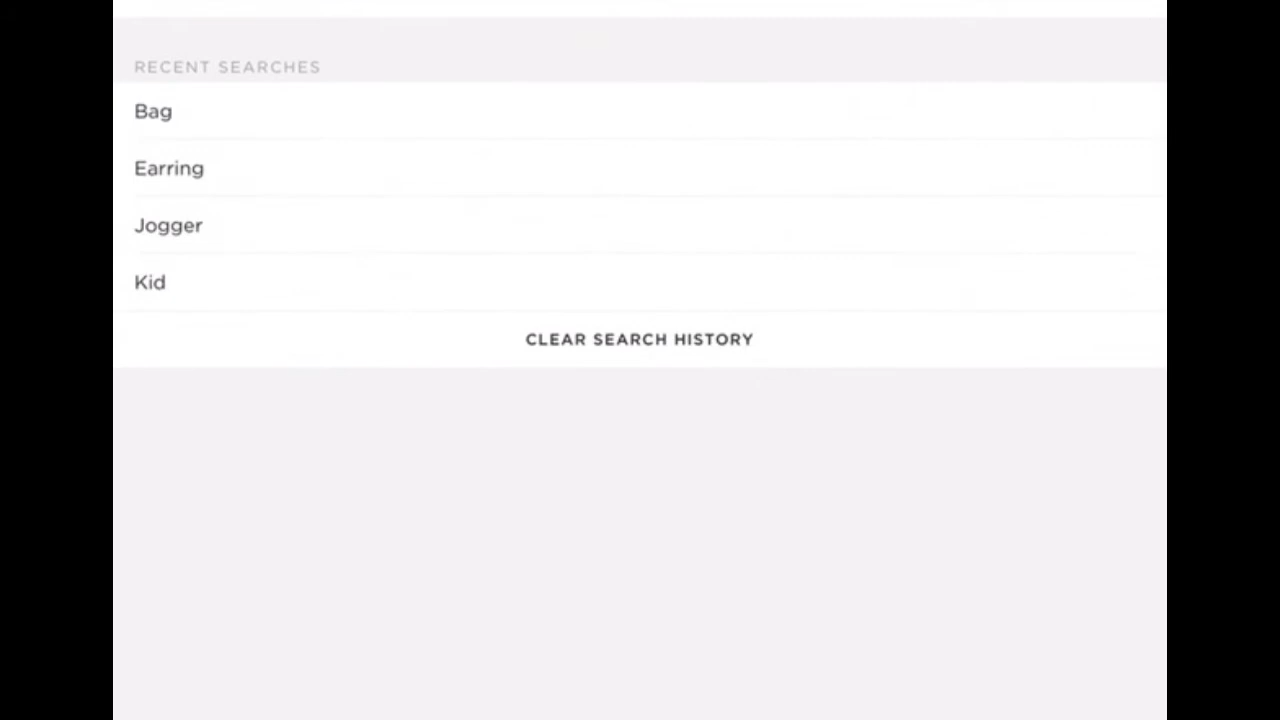 RECENT SEARCHES
Bag
Earring
Jogger
Kid
CLEAR SEARCH HISTORY